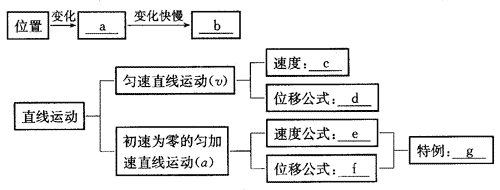 位置 变化 a 变化快慢 b
速度: c
匀速直线运动(v)
位移公式: d
直线运动
初速为零的匀加
速直线运动(a)
速度公式: e
位移公式: f
特例: g